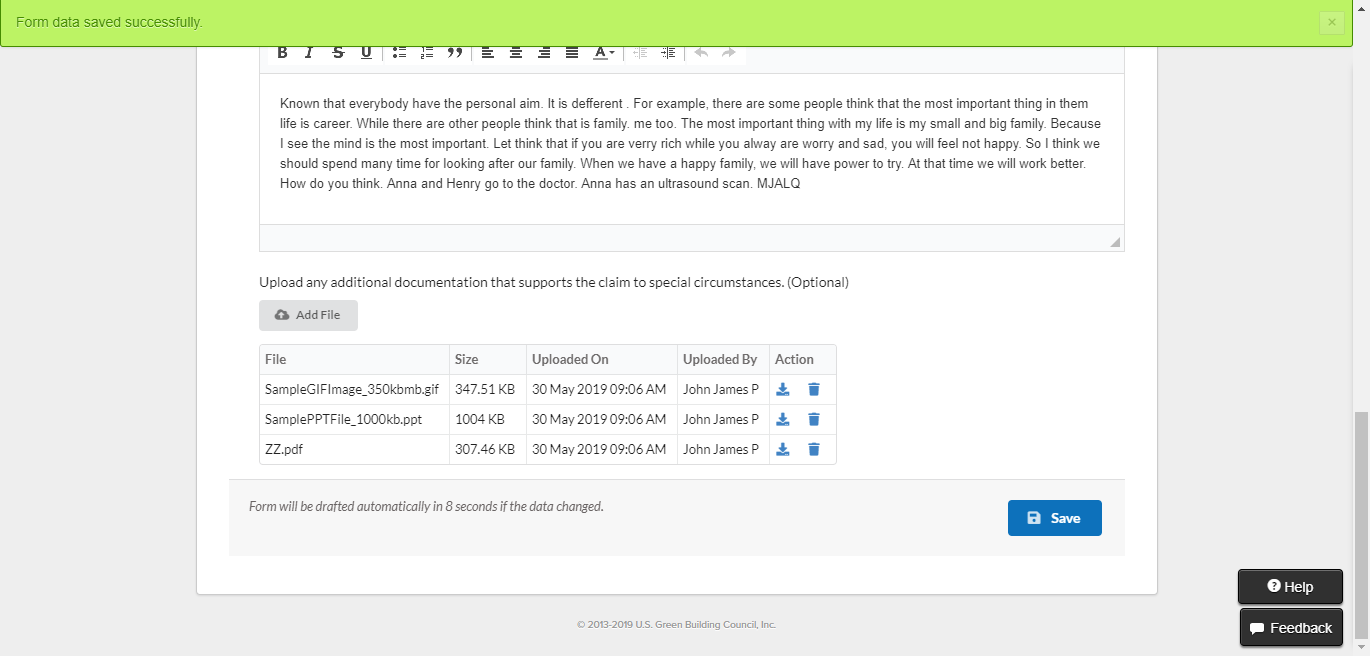 Form data saved successfully.
×
B I S U A
Known that everybody have the personal aim. It is defferent . For example, there are some people think that the most important thing in them
life is career. While there are other people think that is family. me too. The most important thing with my life is my small and big family. Because
I see the mind is the most important. Let think that if you are verry rich while you alway are worry and sad, you will feel not happy. So I think we
should spend many time for looking after our family. When we have a happy family, we will have power to try. At that time we will work better.
How do you think. Anna and Henry go to the doctor. Anna has an ultrasound scan. MJALQ
Upload any additional documentation that supports the claim to special circumstances. (Optional)
Add File
File Size Uploaded On Uploaded By Action
SampleGIFImage_350kbmb.gif 347.51 KB 30 May 2019 09:06 AM John James P
SamplePPTFile_1000kb.ppt 1004 KB 30 May 2019 09:06 AM John James P
ZZ.pdf 307.46 KB 30 May 2019 09:06 AM John James P
Form will be drafted automatically in 8 seconds if the data changed.
Save
Help
Feedback
© 2013-2019 U.S. Green Building Council, Inc.